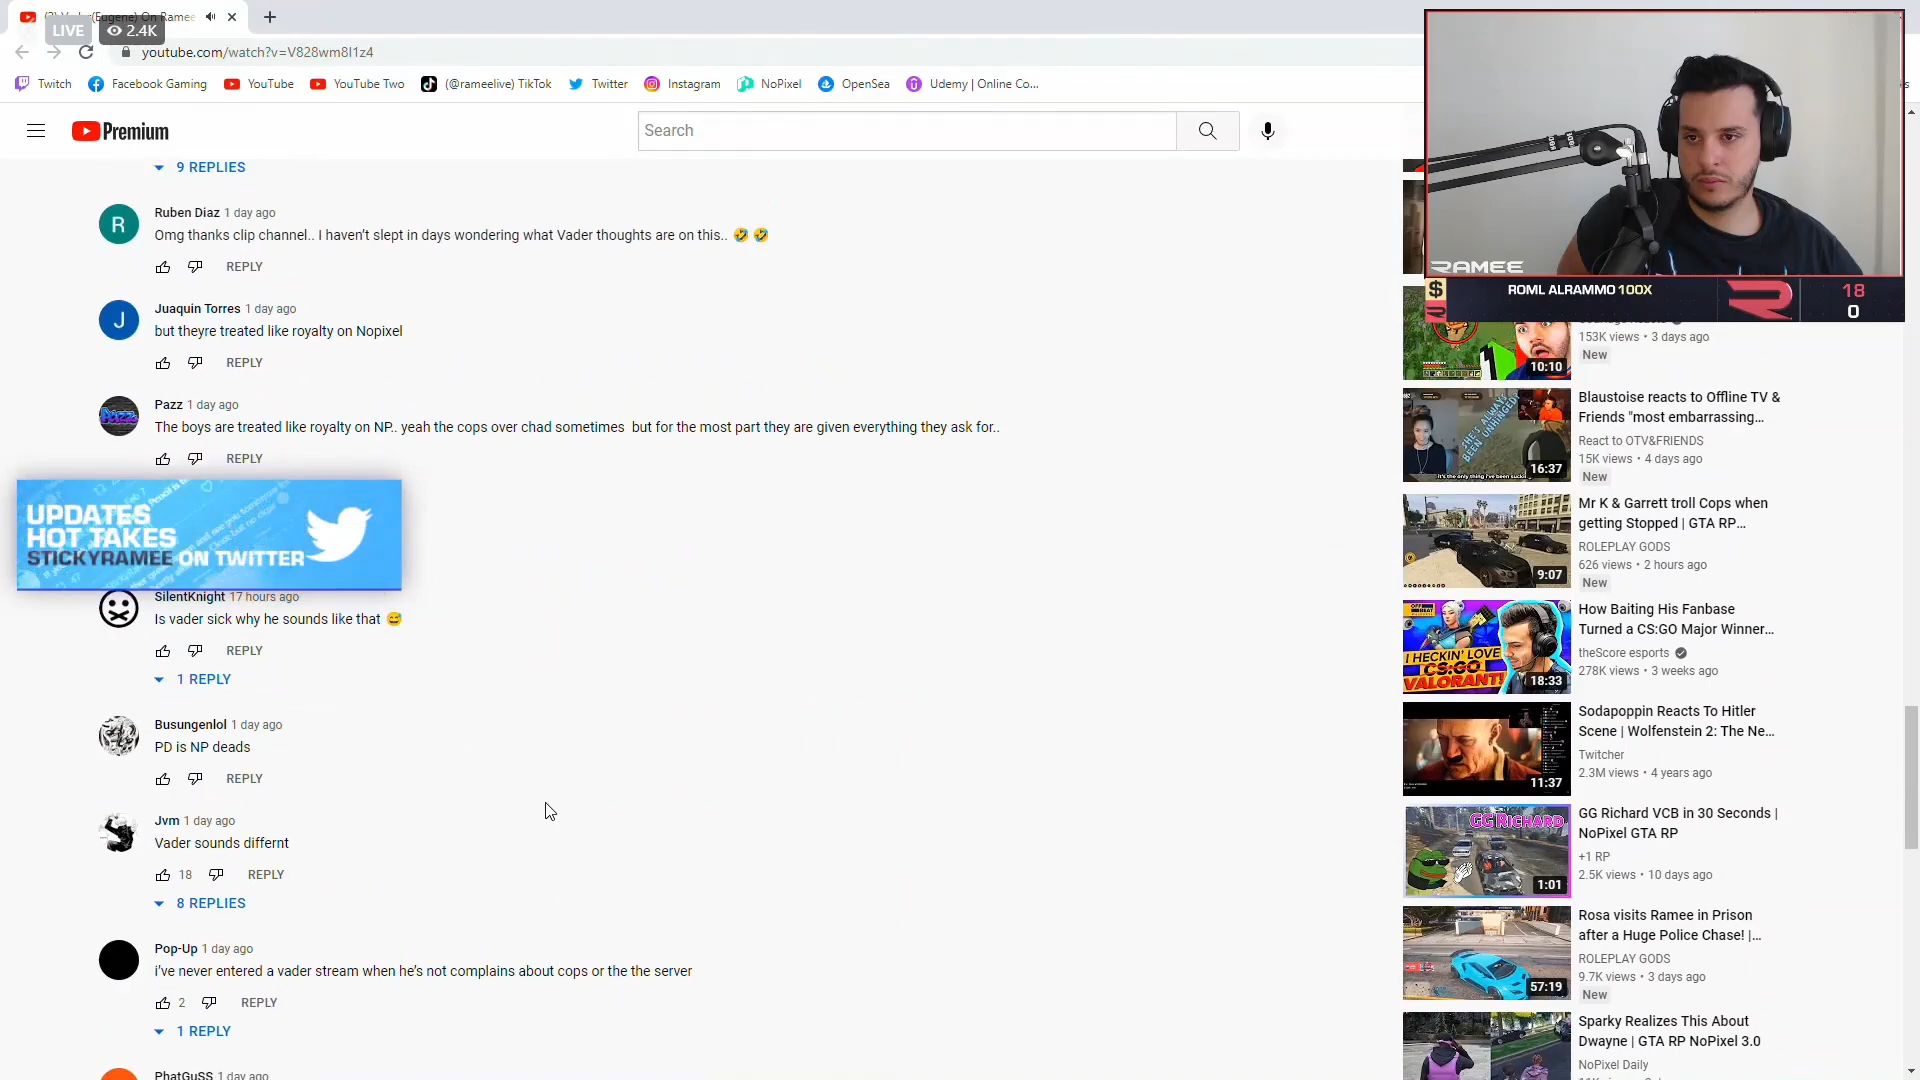 (2) Vader(Eugene) On Ramee
LIVE
2.4K
youtube.com/watch?v=V828wm8I1z4
Twitch
Facebook Gaming
YouTube
YouTube Two
(@rameelive) TikTok
Twitter
Instagram
NoPixel
OpenSea
Udemy | Online Co...
Premium
Search
9 REPLIES
R
Ruben Diaz 1 day ago
Omg thanks clip channel.. I haven't slept in days wondering what Vader thoughts are on this.. 🤣 🤣
REPLY
J
Juaquin Torres 1 day ago
but theyre treated like royalty on Nopixel
REPLY
Pazz 1 day ago
The boys are treated like royalty on NP.. yeah the cops over chad sometimes but for the most part they are given everything they ask for..
REPLY
UPDATES
HOT TAKES
STICKYRAMEE ON TWITTER
SilentKnight 17 hours ago
Is vader sick why he sounds like that 😅
REPLY
1 REPLY
Busungenlol 1 day ago
PD is NP deads
REPLY
Jvm 1 day ago
Vader sounds differnt
18 REPLY
8 REPLIES
Pop-Up 1 day ago
i've never entered a vader stream when he's not complains about cops or the the server
2 REPLY
1 REPLY
PhatGuSS 1 day ago
RAMEE
$
ROML ALRAMMO 100X
18
0
153K views • 3 days ago
New
10:10
Blaustoise reacts to Offline TV &
Friends "most embarrassing...
React to OTV&FRIENDS
15K views • 4 days ago
New
SHE'S ALWAYS
BEEN UNHINGED
16:37
Mr K & Garrett troll Cops when
getting Stopped | GTA RP...
ROLEPLAY GODS
626 views • 2 hours ago
New
9:07
How Baiting His Fanbase
Turned a CS:GO Major Winner...
theScore esports
278K views • 3 weeks ago
I HECKIN' LOVE
CS:GO
VALORANT!
18:33
Sodapoppin Reacts To Hitler
Scene | Wolfenstein 2: The Ne...
Twitcher
2.3M views • 4 years ago
11:37
GG Richard VCB in 30 Seconds |
NoPixel GTA RP
+1 RP
2.5K views • 10 days ago
GG RICHARD
1:01
Rosa visits Ramee in Prison
after a Huge Police Chase! |...
ROLEPLAY GODS
9.7K views • 3 days ago
New
57:19
Sparky Realizes This About
Dwayne | GTA RP NoPixel 3.0
NoPixel Daily